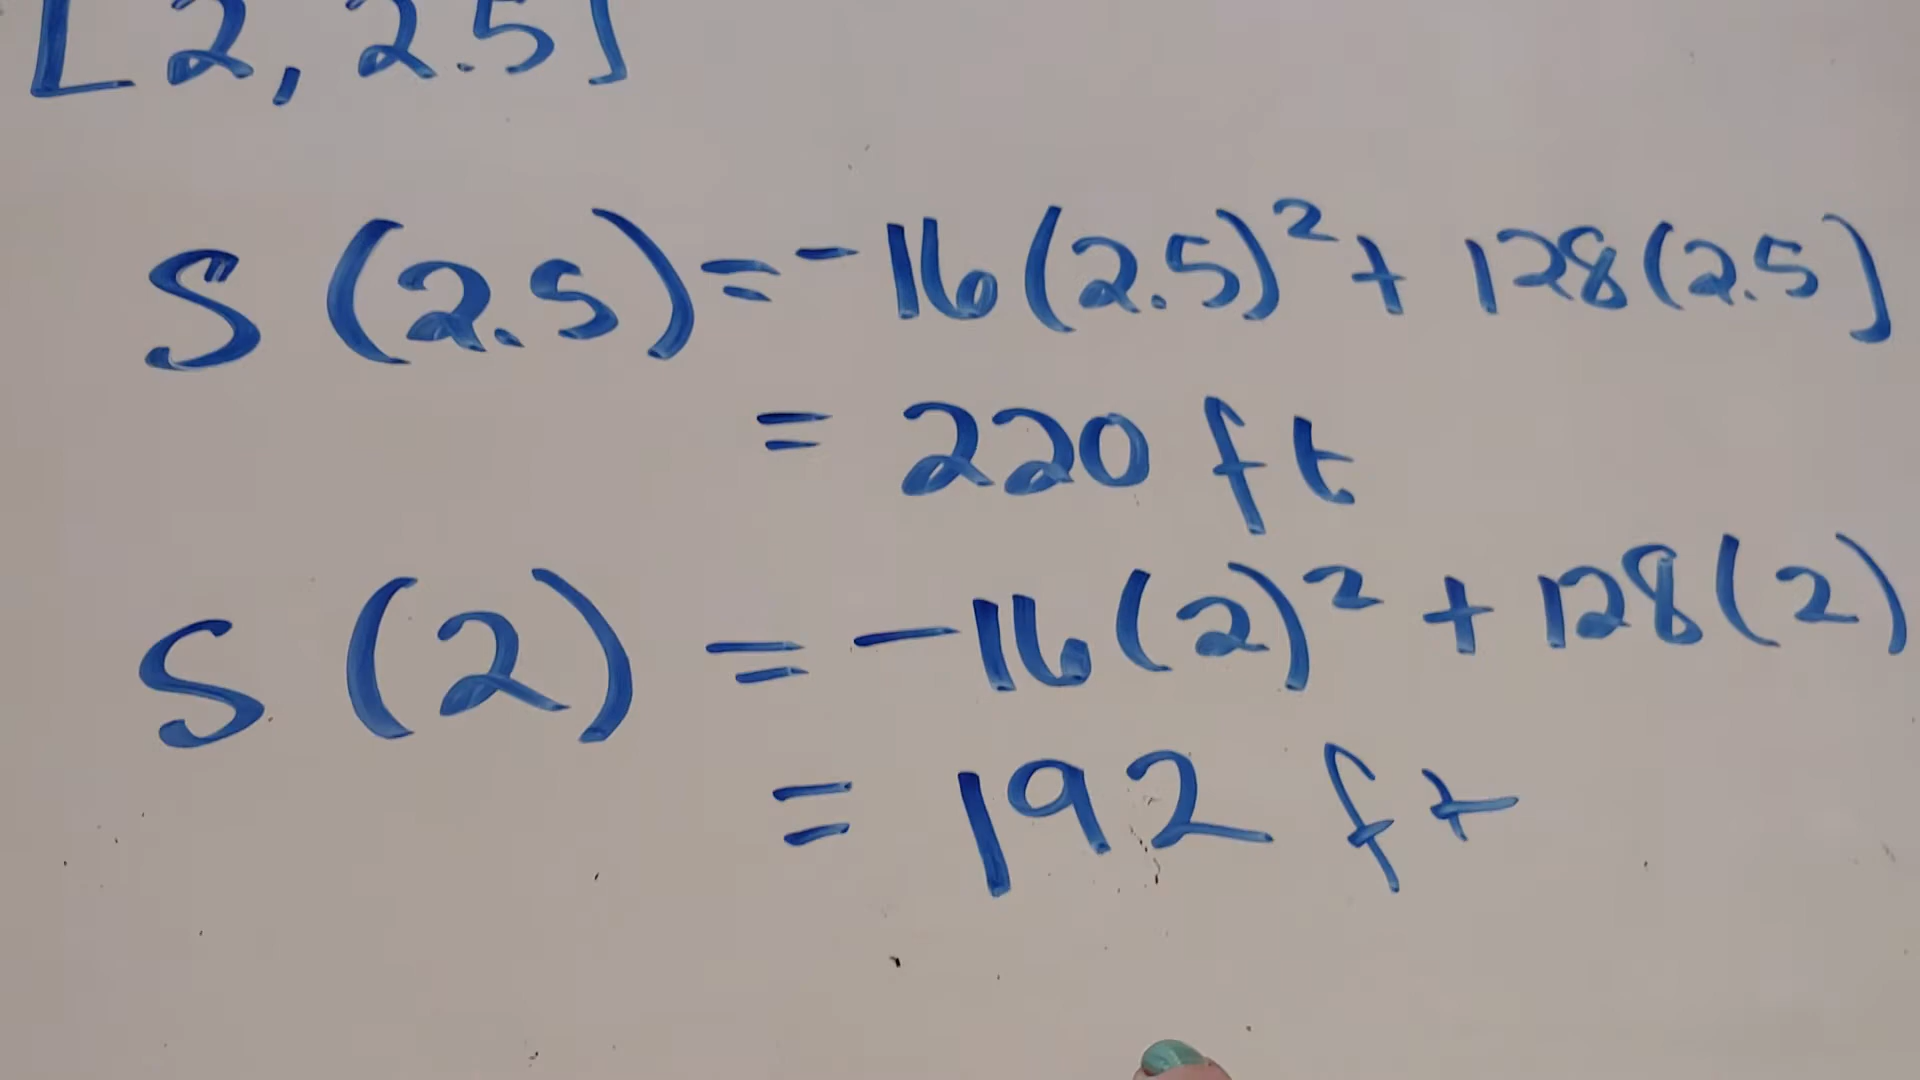 [2, 2.5]
S(2.5) = -16(2.5)² + 128(2.5)
= 220 ft
S(2) = -16(2)² + 128(2)
= 192 ft